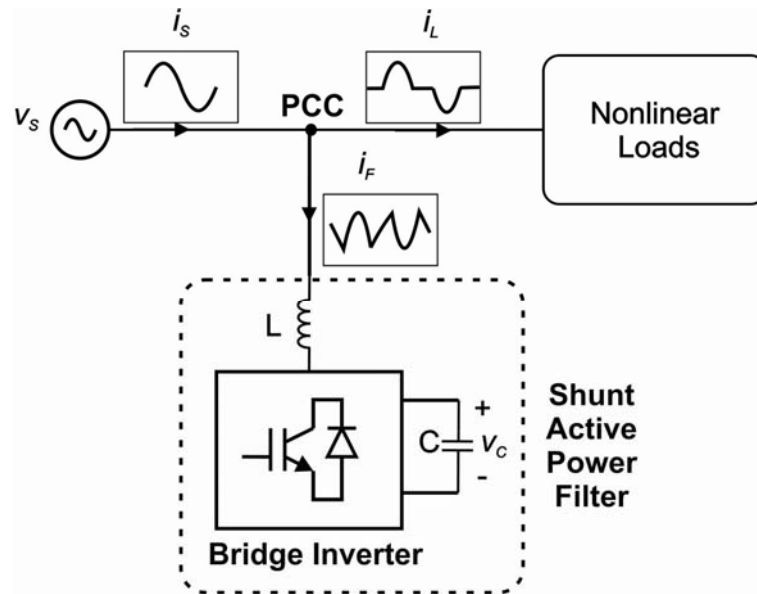 i_S
i_L
v_S
PCC
Nonlinear
Loads
i_F
L
Shunt
Active
Power
Filter
+
C
v_C
-
Bridge Inverter